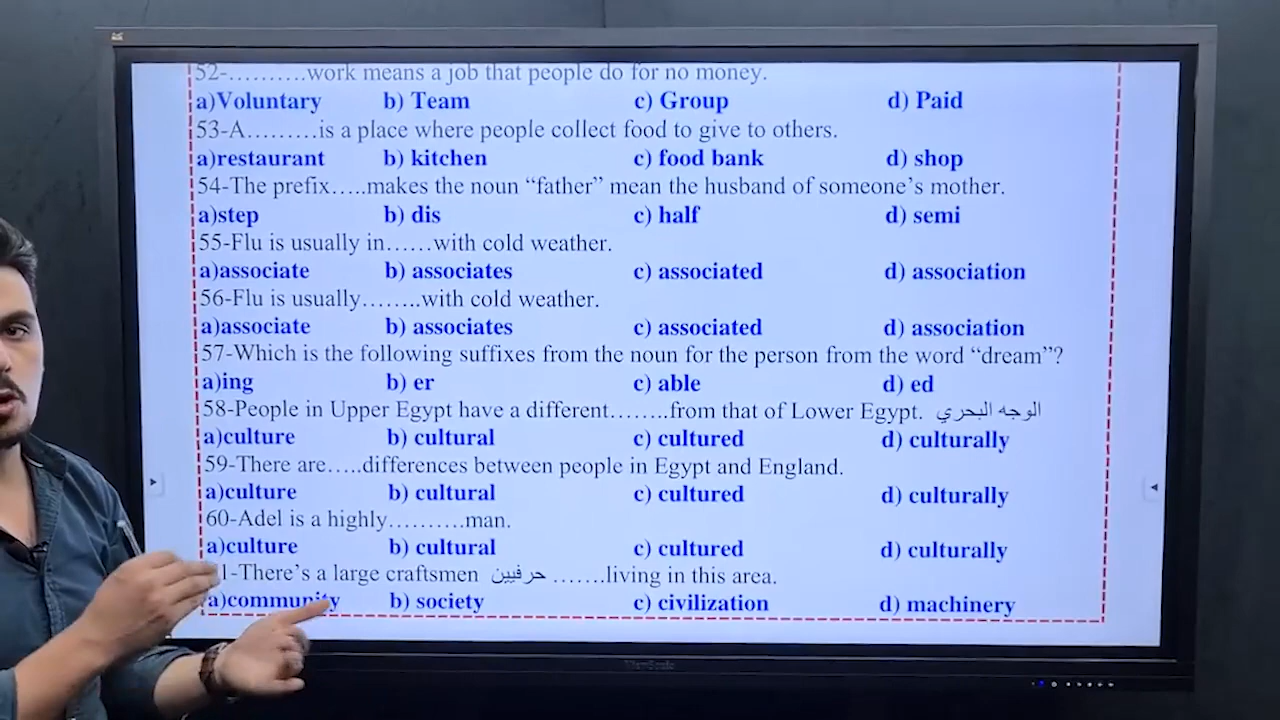 52-..........work means a job that people do for no money.
a)Voluntary b) Team c) Group d) Paid
53-A.........is a place where people collect food to give to others.
a)restaurant b) kitchen c) food bank d) shop
54-The prefix.....makes the noun “father” mean the husband of someone’s mother.
a)step b) dis c) half d) semi
55-Flu is usually in......with cold weather.
a)associate b) associates c) associated d) association
56-Flu is usually........with cold weather.
a)associate b) associates c) associated d) association
57-Which is the following suffixes from the noun for the person from the word “dream”?
a)ing b) er c) able d) ed
58-People in Upper Egypt have a different........from that of Lower Egypt. الوجه البحري
a)culture b) cultural c) cultured d) culturally
59-There are.....differences between people in Egypt and England.
a)culture b) cultural c) cultured d) culturally
60-Adel is a highly..........man.
a)culture b) cultural c) cultured d) culturally
1-There’s a large craftsmen حرفيين .......living in this area.
a)community b) society c) civilization d) machinery
ViewSonic